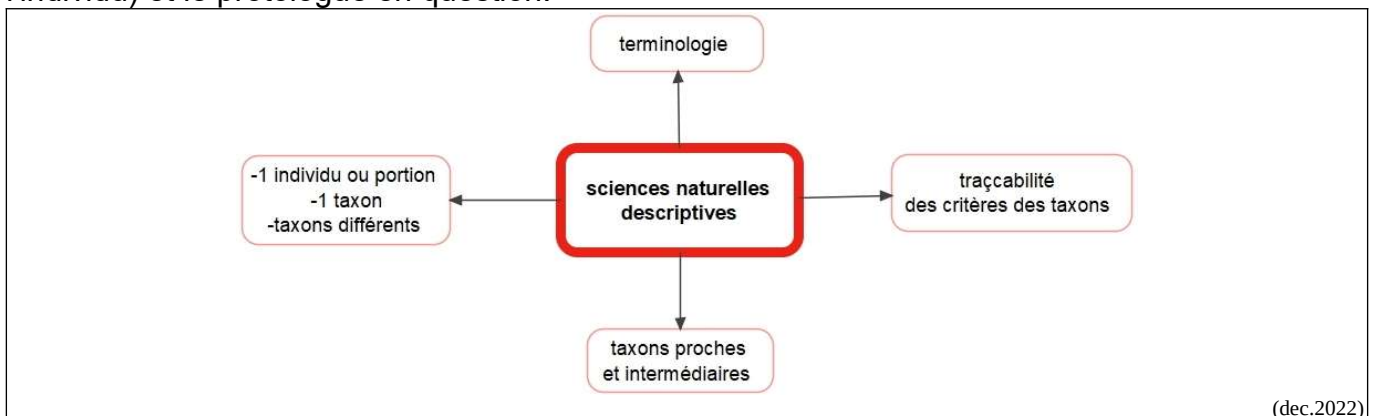 l'individu) et le protologue en question.
terminologie
-1 individu ou portion
-1 taxon
-taxons différents
sciences naturelles
descriptives
traçcabilité
des critères des taxons
taxons proches
et intermédiaires
(dec.2022)